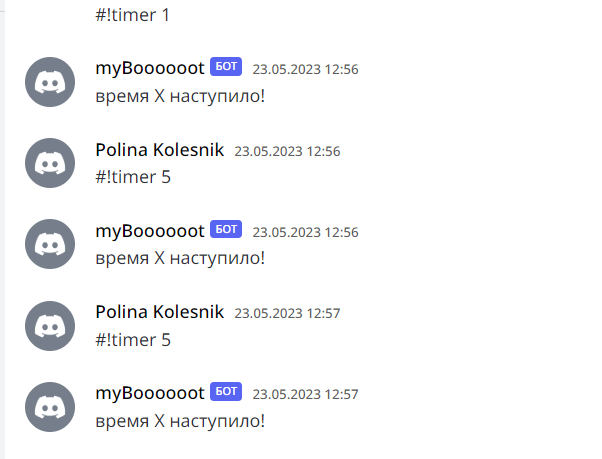 #!timer 1
myBoooooot БОТ 23.05.2023 12:56
время X наступило!
Polina Kolesnik 23.05.2023 12:56
#!timer 5
myBoooooot БОТ 23.05.2023 12:56
время X наступило!
Polina Kolesnik 23.05.2023 12:57
#!timer 5
myBoooooot БОТ 23.05.2023 12:57
время X наступило!